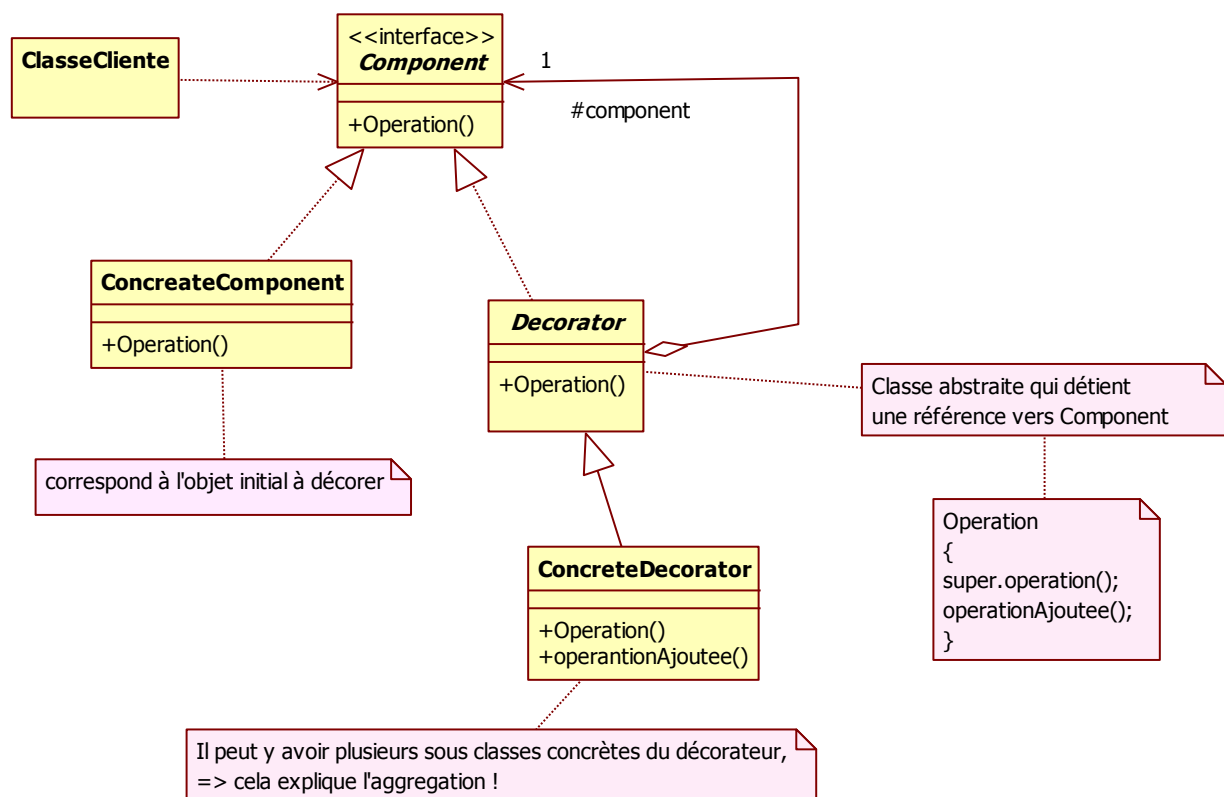 <<interface>>
Component
+Operation()
ClasseCliente
1
#component
ConcreateComponent
+Operation()
Decorator
+Operation()
Classe abstraite qui détient
une référence vers Component
correspond à l'objet initial à décorer
Operation
{
super.operation();
operationAjoutee();
}
ConcreteDecorator
+Operation()
+operantionAjoutee()
Il peut y avoir plusieurs sous classes concrètes du décorateur,
=> cela explique l'aggregation !